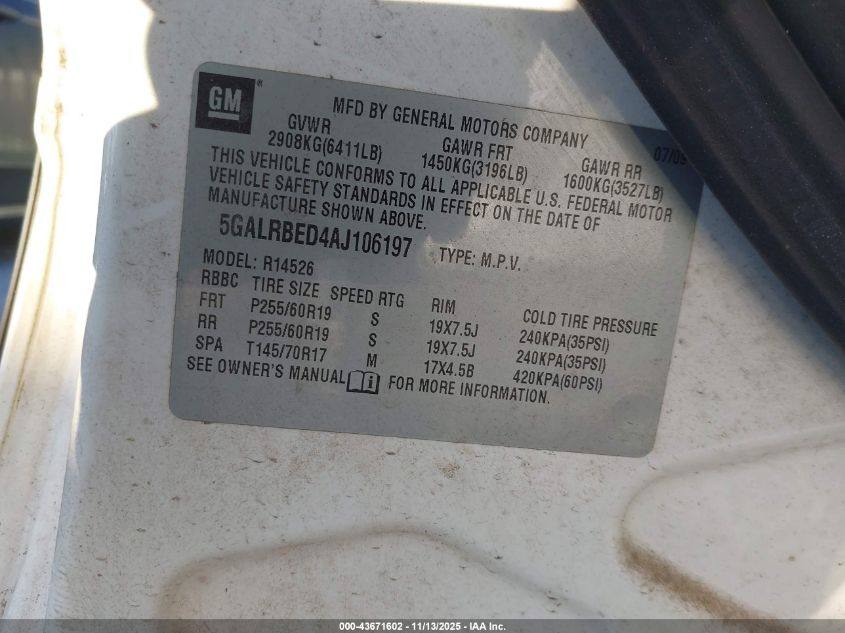 GM ®
MFD BY GENERAL MOTORS COMPANY
07/09
GVWR GAWR FRT GAWR RR
2908KG(6411LB) 1450KG(3196LB) 1600KG(3527LB)
THIS VEHICLE CONFORMS TO ALL APPLICABLE U.S. FEDERAL MOTOR
VEHICLE SAFETY STANDARDS IN EFFECT ON THE DATE OF
MANUFACTURE SHOWN ABOVE.
5GALRBED4AJ106197 TYPE: M.P.V.
MODEL: R14526
RBBC TIRE SIZE SPEED RTG RIM COLD TIRE PRESSURE
FRT P255/60R19 S 19X7.5J 240KPA(35PSI)
RR P255/60R19 S 19X7.5J 240KPA(35PSI)
SPA T145/70R17 M 17X4.5B 420KPA(60PSI)
SEE OWNER'S MANUAL FOR MORE INFORMATION.
000-43671602 - 11/13/2025 - IAA Inc.